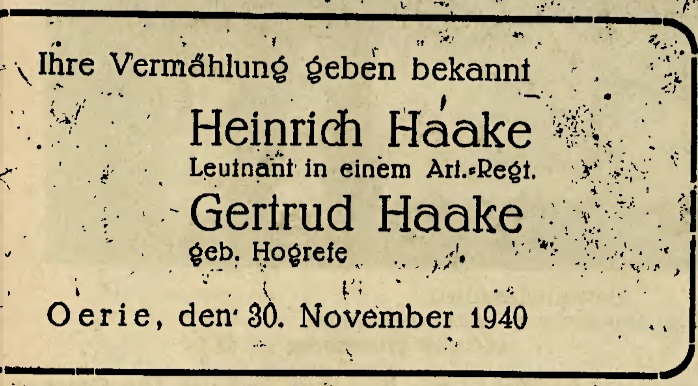 Ihre Vermählung geben bekannt
Heinrich Haake
Leutnant in einem Art.=Regt.
Gertrud Haake
geb. Hogrefe
Oerie, den 30. November 1940